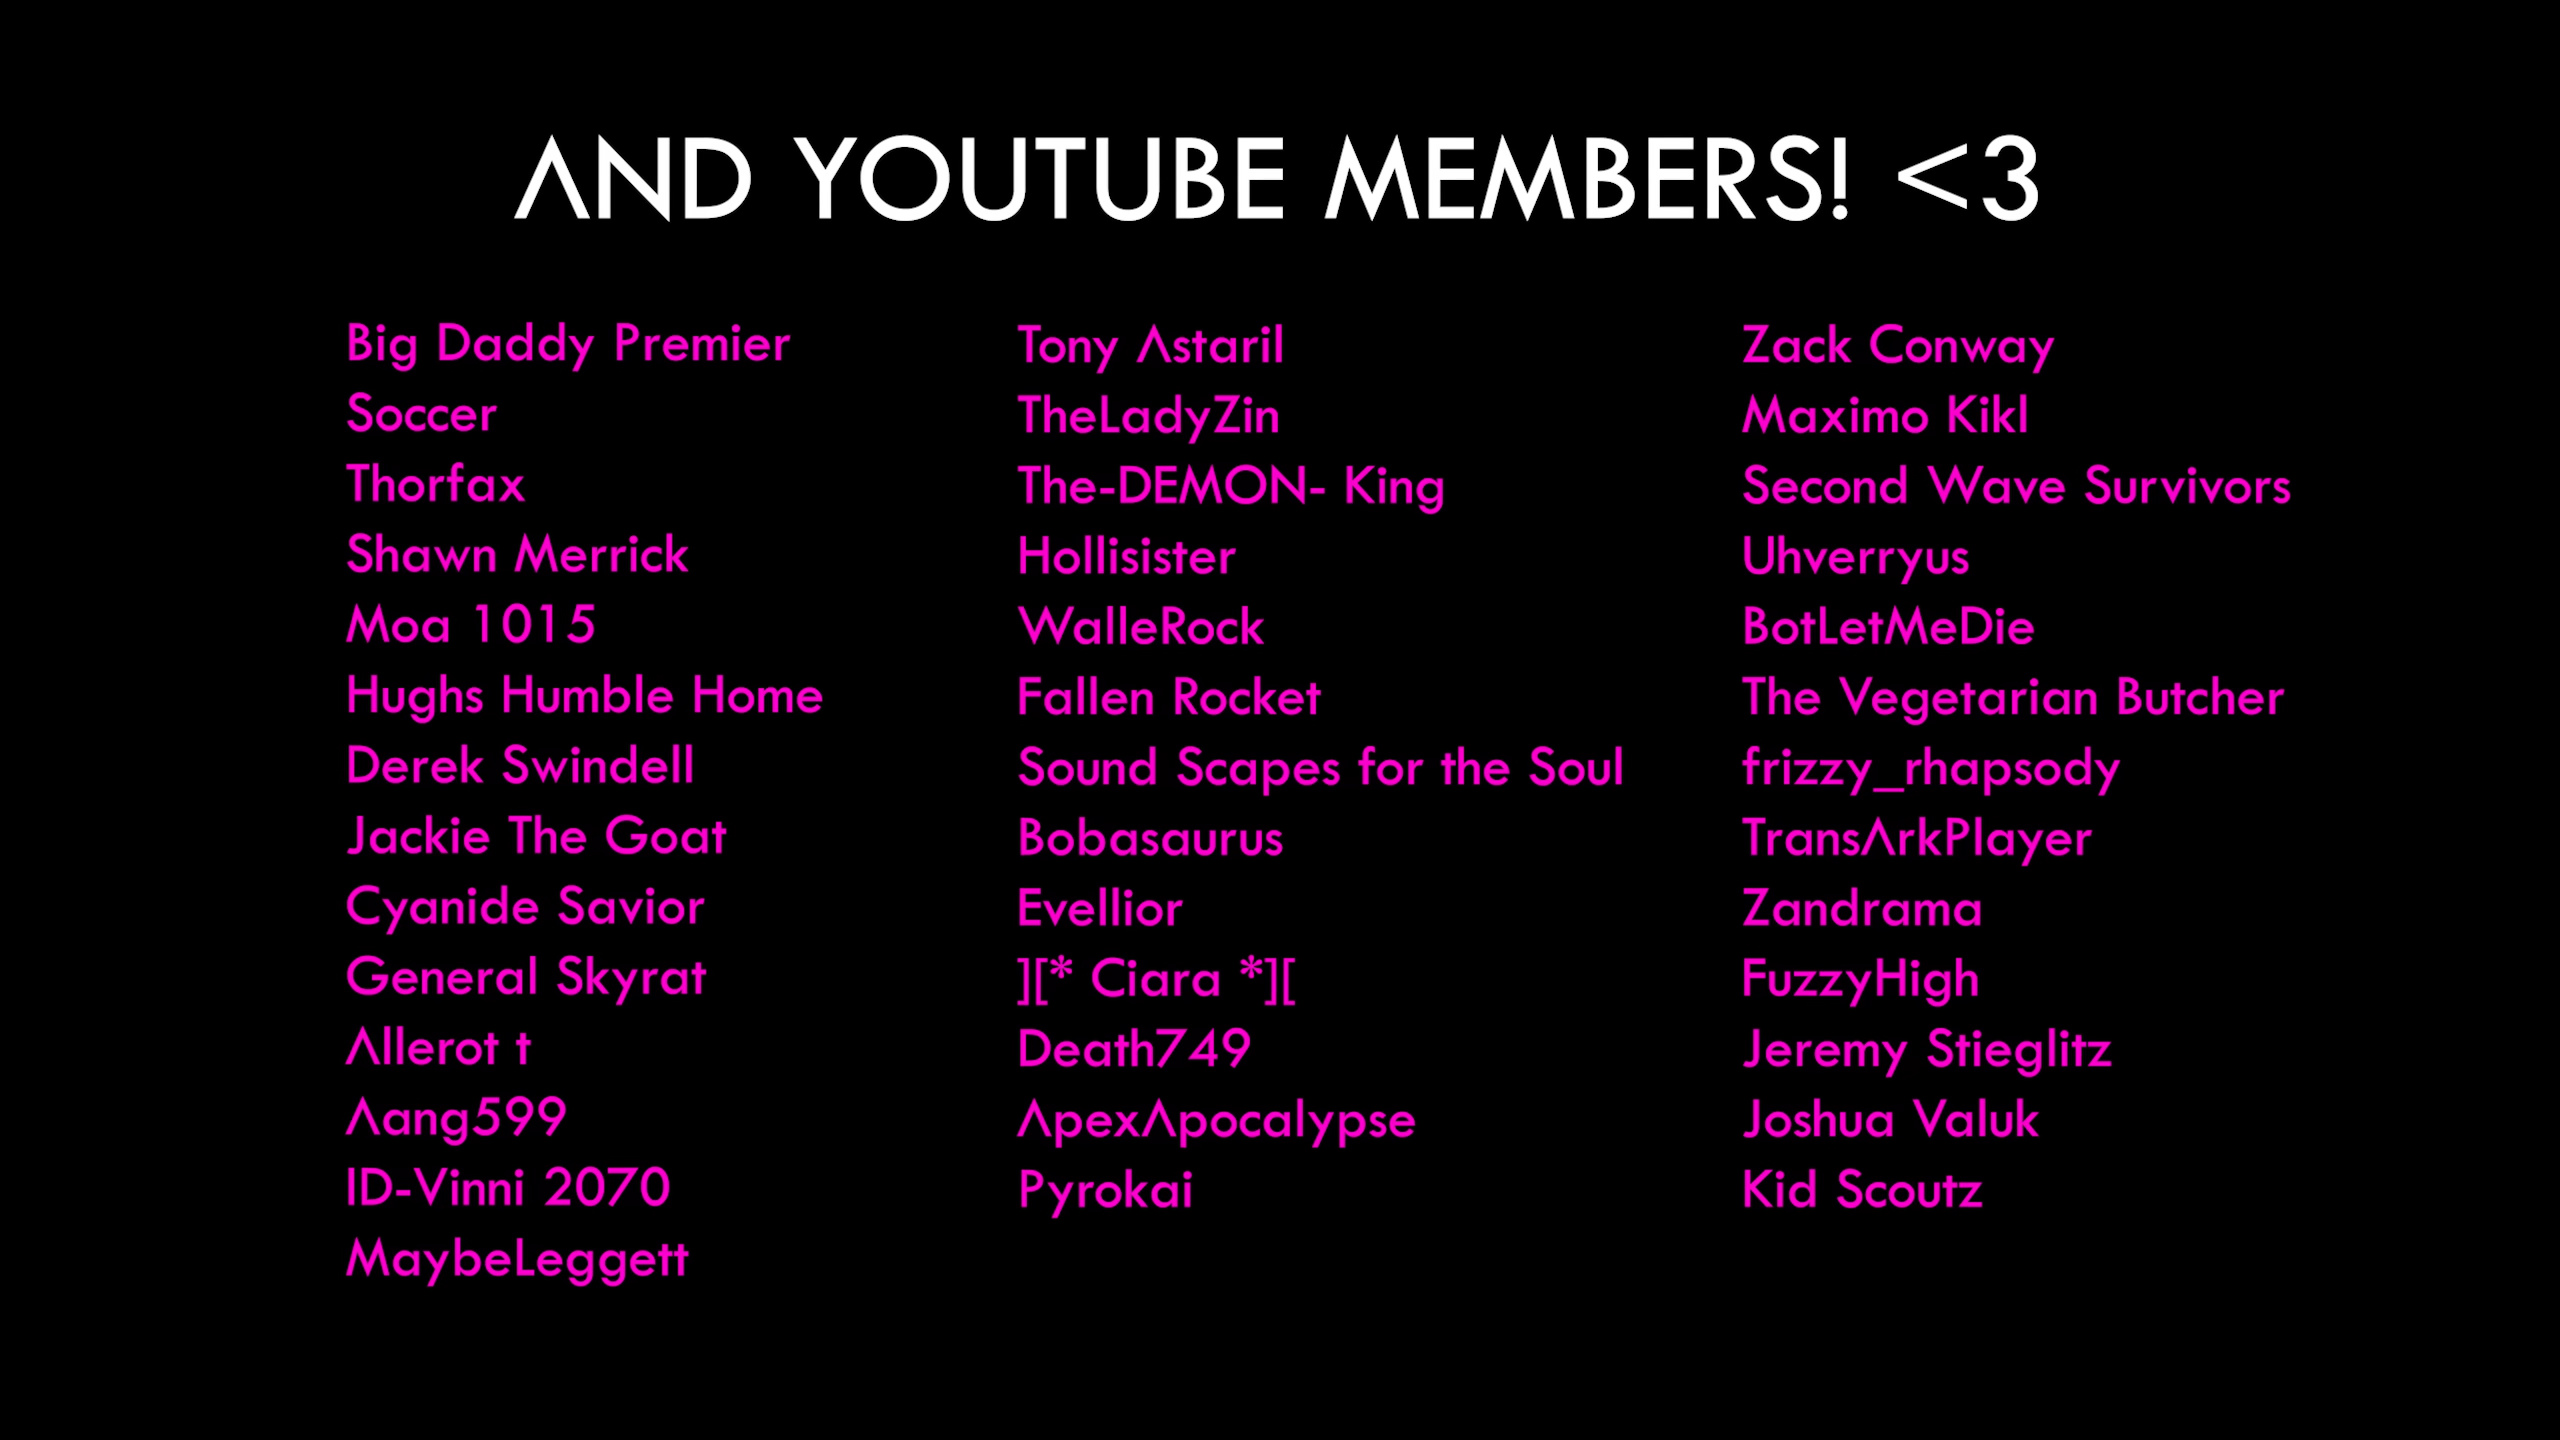 AND YOUTUBE MEMBERS! <3
Big Daddy Premier
Soccer
Thorfax
Shawn Merrick
Moa 1015
Hughs Humble Home
Derek Swindell
Jackie The Goat
Cyanide Savior
General Skyrat
Allerot t
Aang599
ID-Vinni 2070
MaybeLeggett
Tony Astaril
TheLadyZin
The-DEMON- King
Hollisister
WalleRock
Fallen Rocket
Sound Scapes for the Soul
Bobasaurus
Evellior
][* Ciara *][
Death749
ApexApocalypse
Pyrokai
Zack Conway
Maximo Kikl
Second Wave Survivors
Uhverryus
BotLetMeDie
The Vegetarian Butcher
frizzy_rhapsody
TransArkPlayer
Zandrama
FuzzyHigh
Jeremy Stieglitz
Joshua Valuk
Kid Scoutz